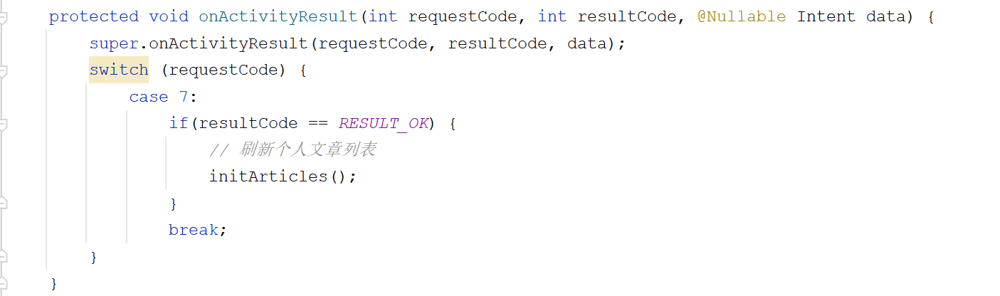 protected void onActivityResult(int requestCode, int resultCode, @Nullable Intent data) {
super.onActivityResult(requestCode, resultCode, data);
switch (requestCode) {
case 7:
if(resultCode == RESULT_OK) {
// 刷新个人文章列表
initArticles();
}
break;
}
}